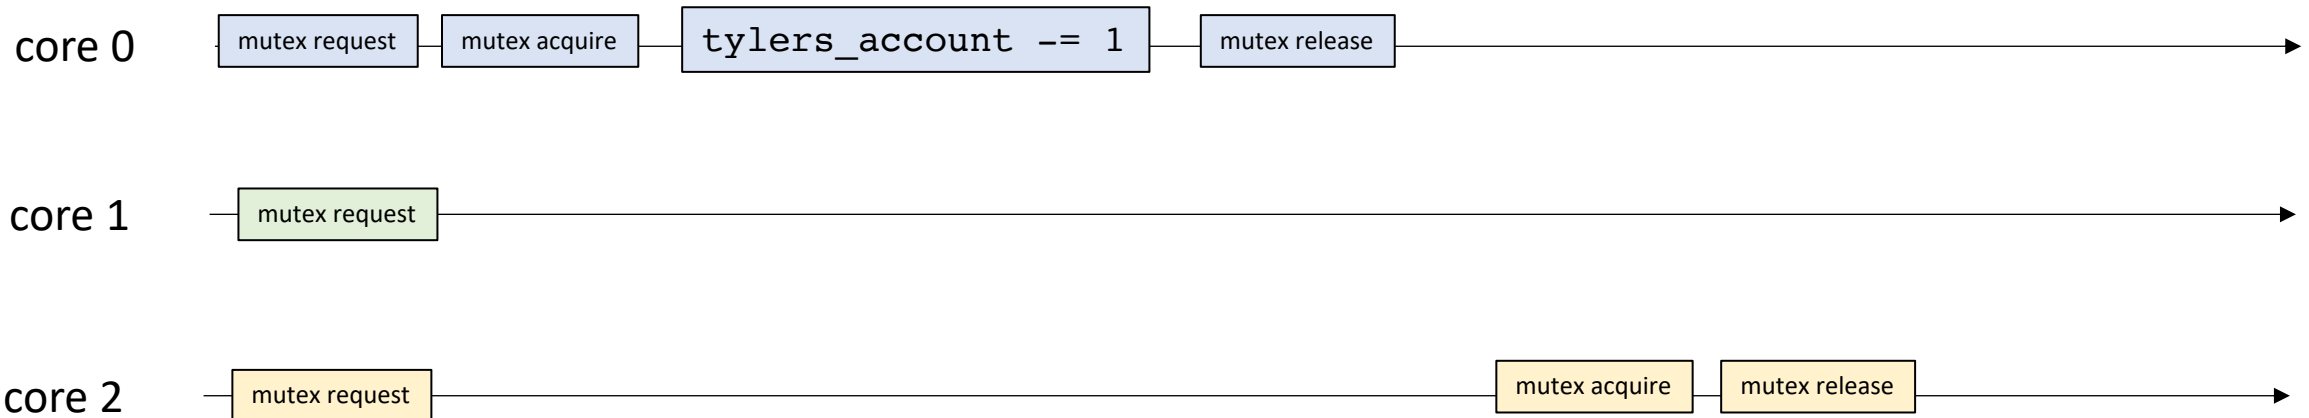 core 0 mutex request mutex acquire tylers_account -= 1 mutex release
core 1 mutex request
core 2 mutex request mutex acquire mutex release